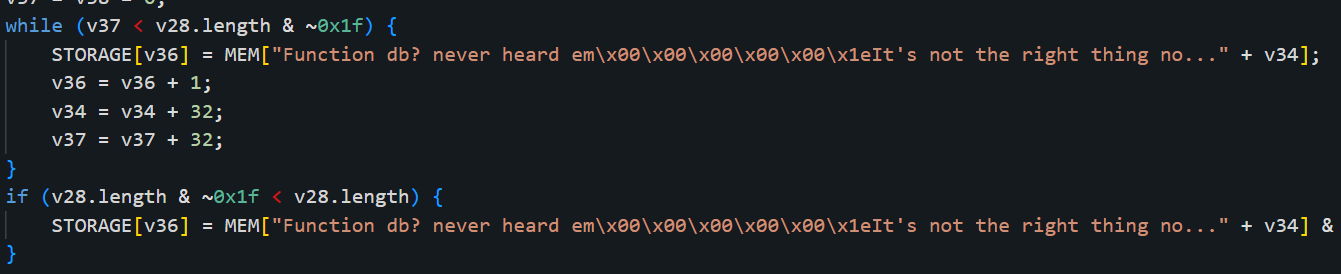 v37 = v38 = 0;
while (v37 < v28.length & ~0x1f) {
    STORAGE[v36] = MEM["Function db? never heard em\x00\x00\x00\x00\x00\x1eIt's not the right thing no..." + v34];
    v36 = v36 + 1;
    v34 = v34 + 32;
    v37 = v37 + 32;
}
if (v28.length & ~0x1f < v28.length) {
    STORAGE[v36] = MEM["Function db? never heard em\x00\x00\x00\x00\x00\x1eIt's not the right thing no..." + v34] &
}